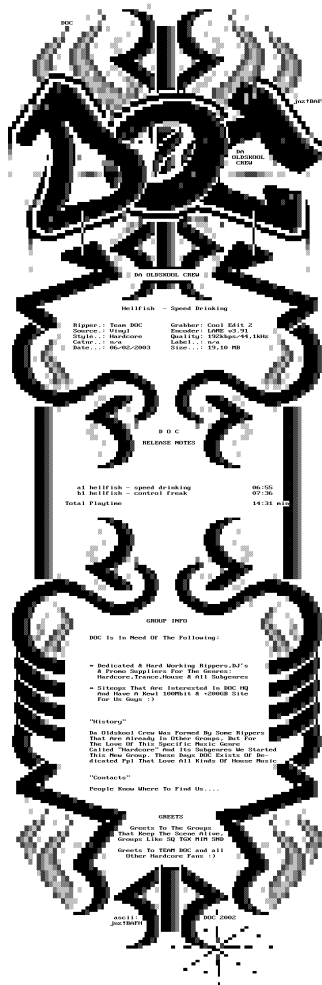 DOC
jnz!BAF
DOC
DA
OLDSKOOL
CREW
DA OLDSKOOL CREW
Hellfish - Speed Drinking
Ripper.: Team DOC Grabber: Cool Edit 2
Source.: Vinyl Encoder: LAME v3.91
Style..: Hardcore Quality: 192kbps/44,1kHz
Catnr..: n/a Label..: n/a
Date...: 06/02/2003 Size...: 19,10 MB
D O C
RELEASE NOTES
a1 hellfish - speed drinking 06:55
b1 hellfish - control freak 07:36
Total Playtime 14:31 min
GROUP INFO
DOC Is In Need Of The Following:
= Dedicated & Hard Working Rippers,DJ's
& Promo Suppliers For The Genres:
Hardcore,Trance,House & All Subgenres
= Siteops That Are Interested In DOC HQ
And Have A Kewl 100Mbit & +200GB Site
For Us Guys :)
"History"
Da Oldskool Crew Was Formed By Some Rippers
That Are Already In Other Groups, But For
The Love Of This Specific Music Genre
Called "Hardcore" And Its Subgenres We Started
This New Group. These Days DOC Exists Of De-
dicated Ppl That Love All Kinds Of House Music
"Contacts"
People Know Where To Find Us....
GREETS
Greets To The Groups
That Keep The Scene Alive,
Groups Like SQ TGX MIM SND
Greets To TEAM DOC and all
Other Hardcore Fans :)
ascii: DOC 2002
jnz!BAFH